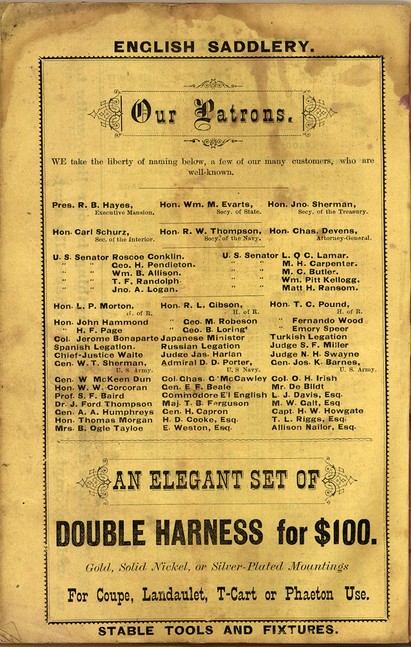 ENGLISH SADDLERY.
Our Patrons.
WE take the liberty of naming below, a few of our many customers, who are
well-known.
Pres. R. B. Hayes, Hon. Wm. M. Evarts, Hon. Jno. Sherman,
Executive Mansion, Secy. of State. Secy. of the Treasury.
Hon. Carl Schurz, Hon. R. W. Thompson, Hon. Chas. Devens,
Sec. of the Interior. Secy. of the Navy. Attorney-General.
U. S. Senator Roscoe Conklin. U. S. Senator L. Q C. Lamar.
" " Geo. H. Pendleton. " " M. H. Carpenter.
" " Wm. B. Allison. " " M. C. Butler.
" " T. F. Randolph " " Wm. Pitt Kellogg.
" " Jno. A. Logan. " " Matt H. Ransom.
Hon. L. P. Morton, Hon. R. L. Gibson, Hon. T. C. Pound,
H. of R. H. of R.
Hon. John Hammond " Geo. M. Robeson " Fernando Wood
" H. F. Page " Geo. B. Loring " Emory Speer
Col. Jerome Bonaparte Japanese Minister Turkish Legation
Spanish Legation. Russian Legation Judge S. F. Miller
Chief-Justice Waite Judge Jas. Harlan Judge N. H. Swayne
Gen. W. T. Sherman, Admiral D. D. Porter, Gen. Jos. K. Barnes,
U. S. Army. U. S Navy. U. S. Army.
Gen. W McKeen Dun Col. Chas. C McCawley Col. O. H. Irish
Hon. W. W. Corcoran Gen. E F. Beale Mr. De Bildt
Prof. S. F. Baird Commodore E'l English L. J. Davis, Esq.
Dr. J. Ford Thompson Maj. T. B Ferguson M. W. Galt, Esq
Gen. A. A. Humphreys Gen. H. Capron Capt. H. W. Howgate
Hon. Thomas Morgan H. D. Cooke, Esq. T. L. Riggs, Esq.
Mrs. B. Ogle Tayloe E. Weston, Esq. Allison Nailor, Esq.
AN ELEGANT SET OF
DOUBLE HARNESS for $100.
Gold, Solid Nickel, or Silver-Plated Mountings
For Coupe, Landaulet, T-Cart or Phaeton Use.
STABLE TOOLS AND FIXTURES.